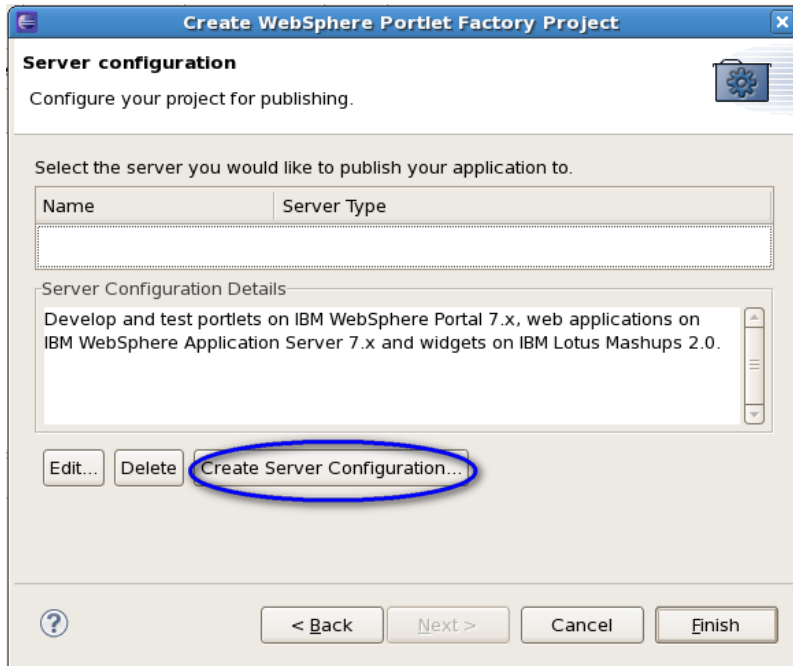 Create WebSphere Portlet Factory Project
Server configuration
Configure your project for publishing.
Select the server you would like to publish your application to.
Name Server Type
Server Configuration Details
Develop and test portlets on IBM WebSphere Portal 7.x, web applications on
IBM WebSphere Application Server 7.x and widgets on IBM Lotus Mashups 2.0.
Edit... Delete Create Server Configuration...
? < Back Next > Cancel Finish